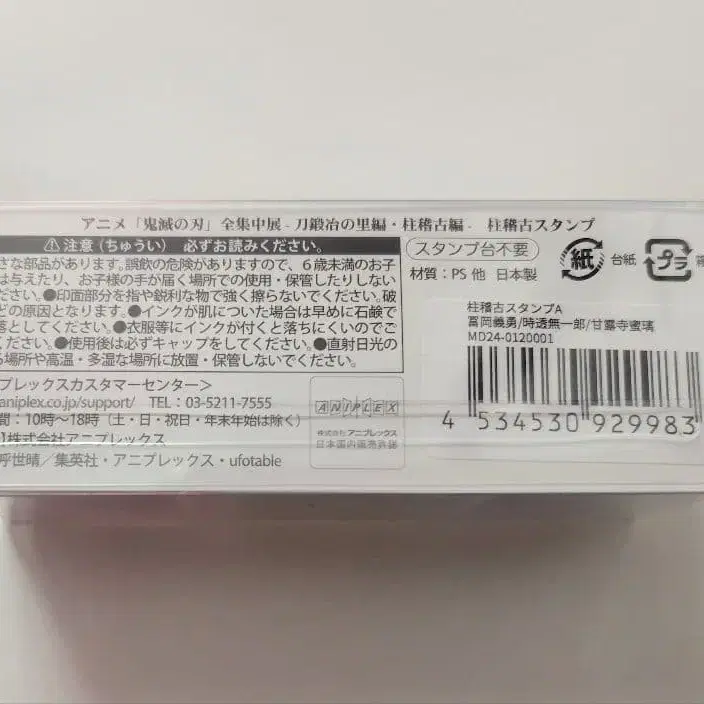 アニメ「鬼滅の刃」全集中展 - 刀鍛冶の里編・柱稽古編 -　柱稽古スタンプ
⚠注意（ちゅうい）　必ずお読みください。
さな部品があります。誤飲の危険がありますので、６歳未満のお子
は与えたり、お子様の手が届く場所での使用・保管したりしない
ださい。●印面部分を指や鋭利な物で強く擦らないでください。破
どの原因となります。●インクが肌についた場合は早めに石鹸で
落としてください。●衣服等にインクが付くと落ちにくいのでご
ください。●使用後は必ずキャップをしてください。●直射日光の
る場所や高温・多湿な場所に放置・保管しないでください。
プレックスカスタマーセンター＞
aniplex.co.jp/support/　TEL：03-5211-7555
間：10時～18時（土・日・祝日・年末年始は除く）
】株式会社アニプレックス
呼世晴／集英社・アニプレックス・ufotable
ANIPLEX
株式会社アニプレックス
日本国内販売許諾
スタンプ台不要
材質：PS 他　日本製
紙
台紙
プラ
柱稽古スタンプA
冨岡義勇/時透無一郎/甘露寺蜜璃
MD24-0120001
4 534530 929983